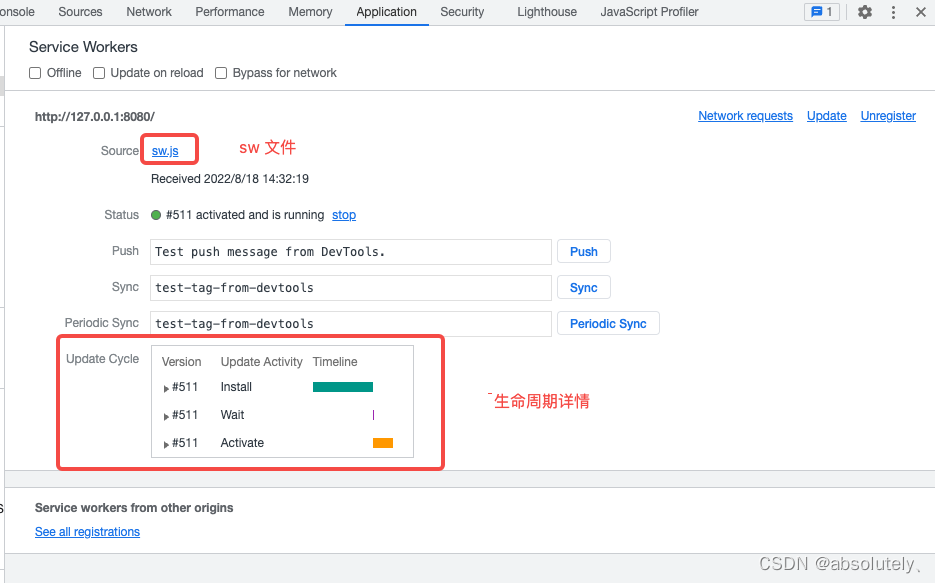 onsole Sources Network Performance Memory Application Security Lighthouse JavaScript Profiler 1
Service Workers
Offline Update on reload Bypass for network
http://127.0.0.1:8080/ Network requests Update Unregister
Source sw.js sw 文件
Received 2022/8/18 14:32:19
Status #511 activated and is running stop
Push Test push message from DevTools. Push
Sync test-tag-from-devtools Sync
Periodic Sync test-tag-from-devtools Periodic Sync
Update Cycle Version Update Activity Timeline
#511 Install
#511 Wait
#511 Activate
生命周期详情
Service workers from other origins
See all registrations
CSDN @absolutely、